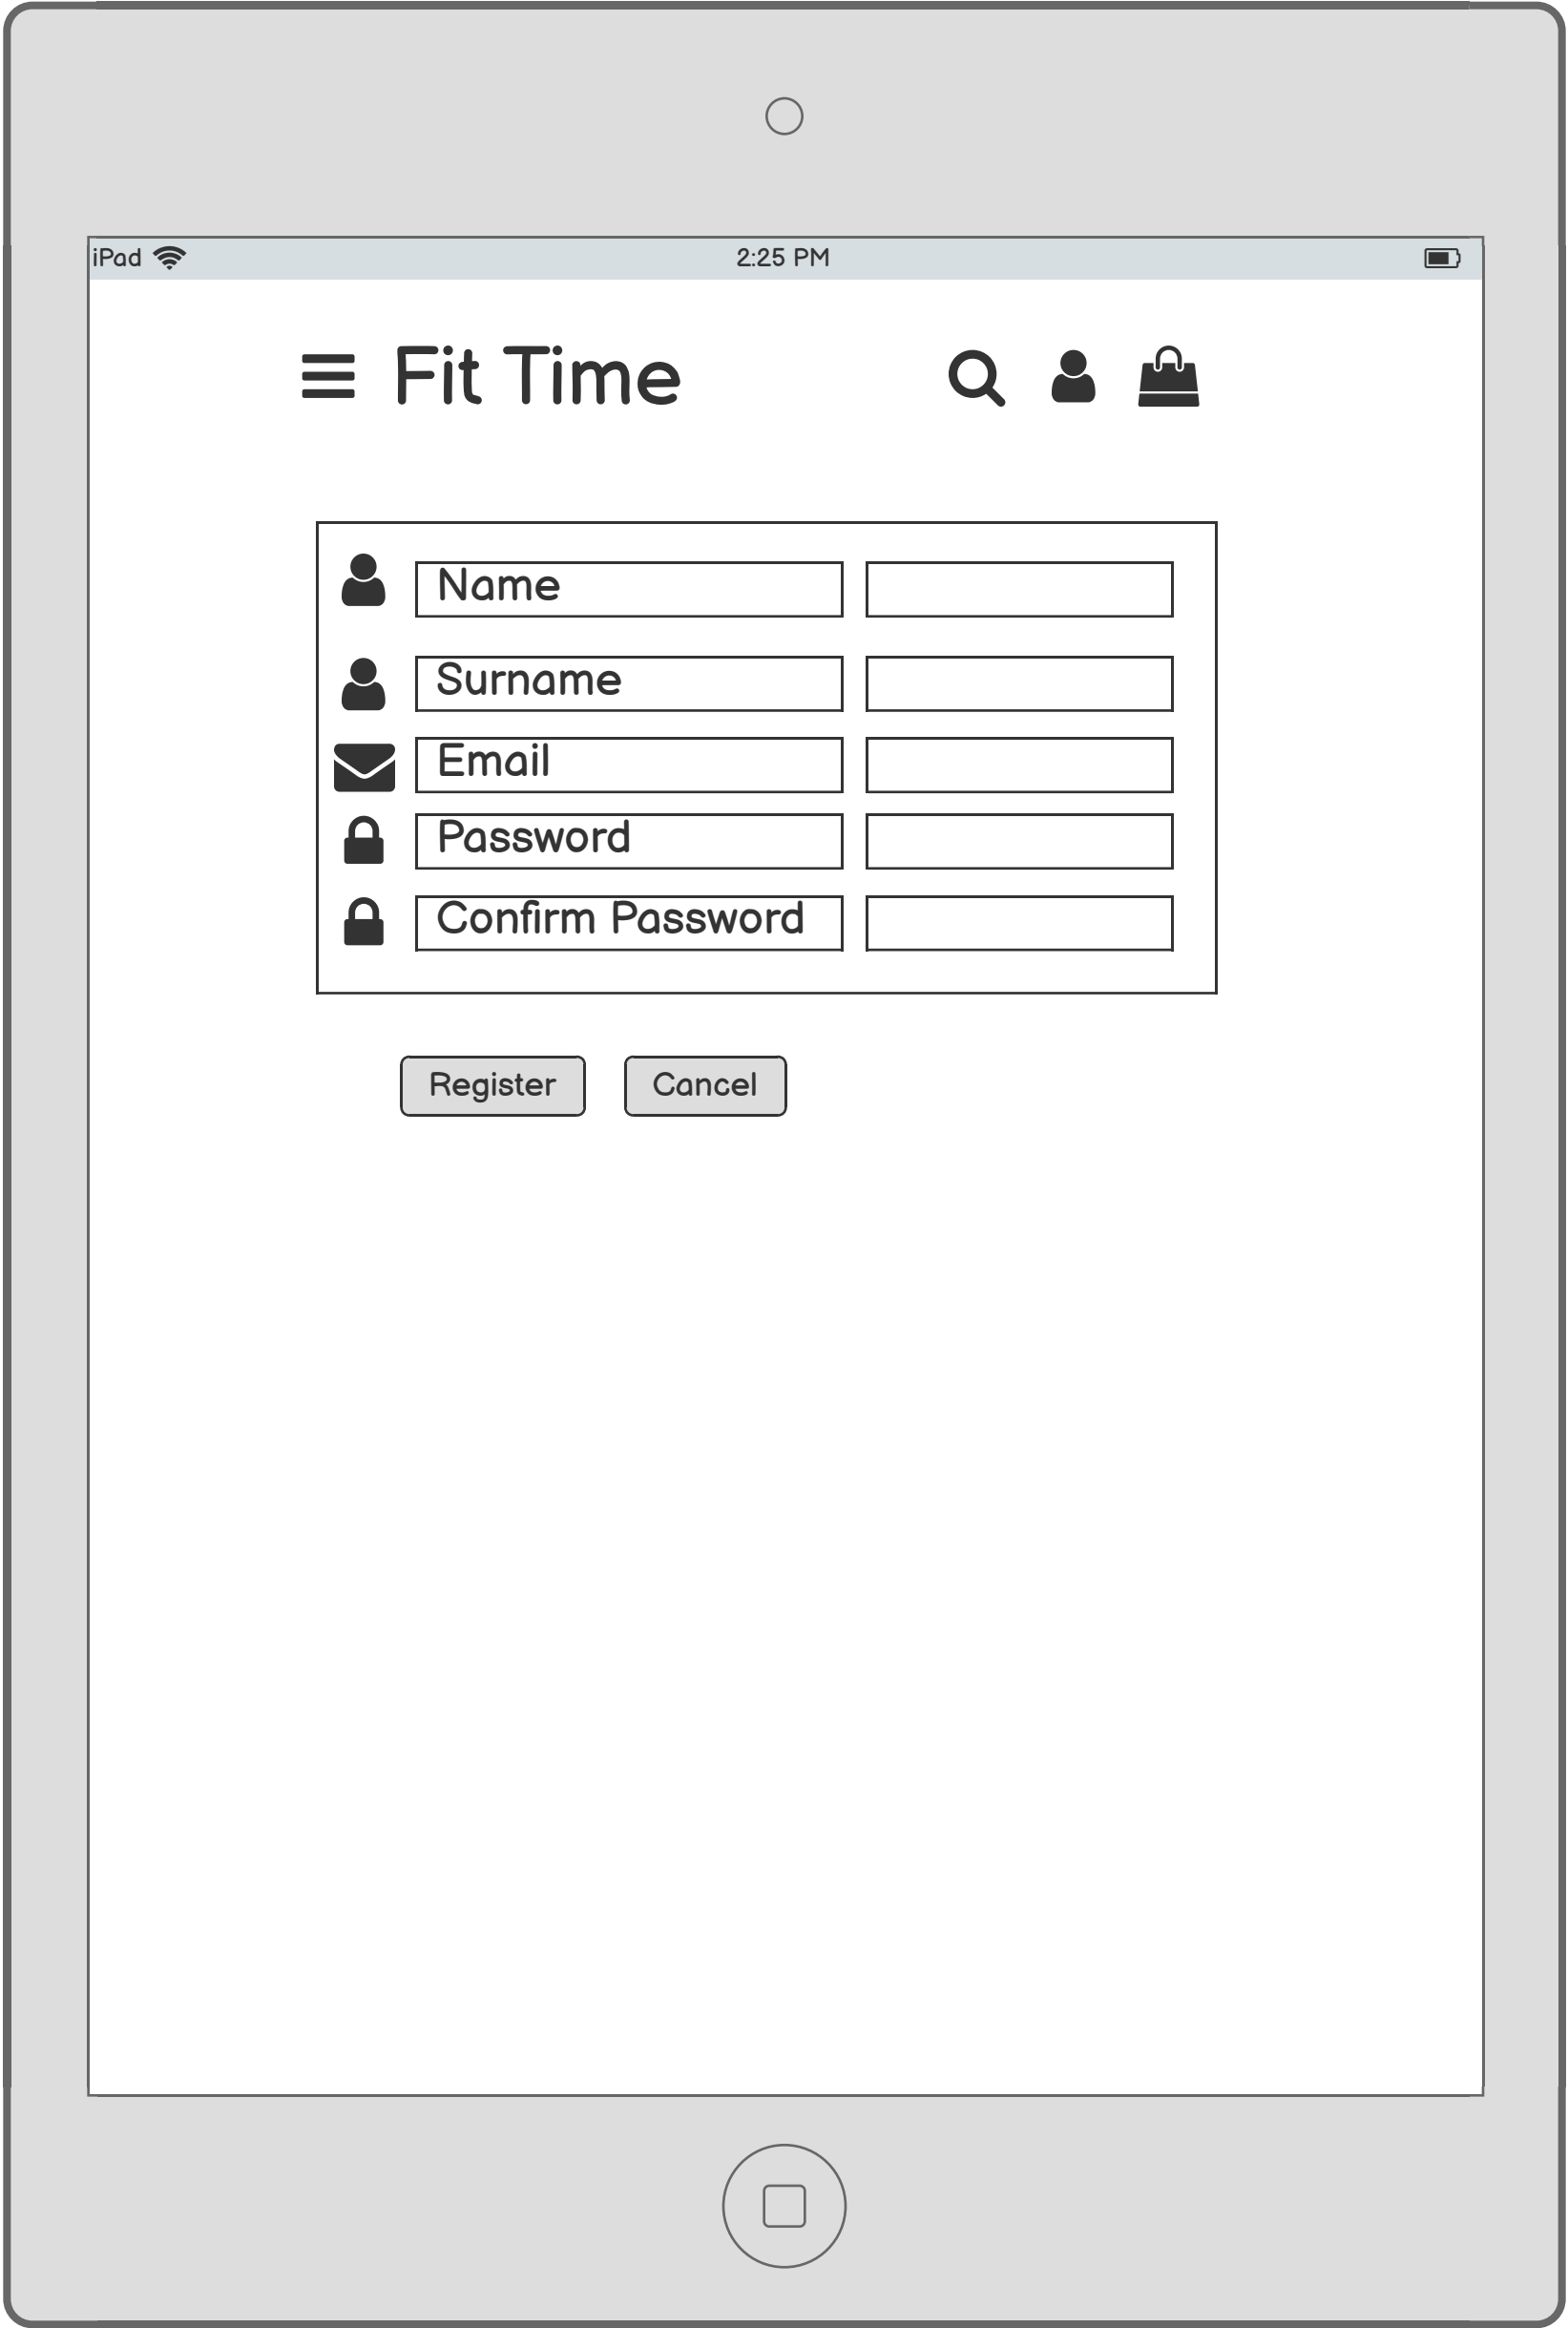 iPad 2:25 PM
Fit Time
Name
Surname
Email
Password
Confirm Password
Register Cancel